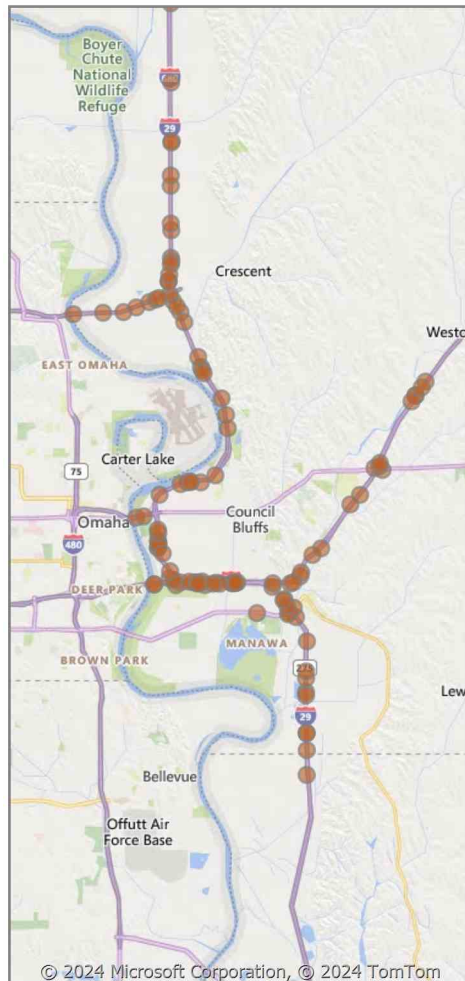 Boyer
Chute
National
Wildlife
Refuge
680
29
Crescent
Westo
EAST OMAHA
75
Carter Lake
Omaha
Council
Bluffs
480
DEER PARK
MANAWA
BROWN PARK
275
Lew
29
Bellevue
Offutt Air
Force Base
© 2024 Microsoft Corporation, © 2024 TomTom